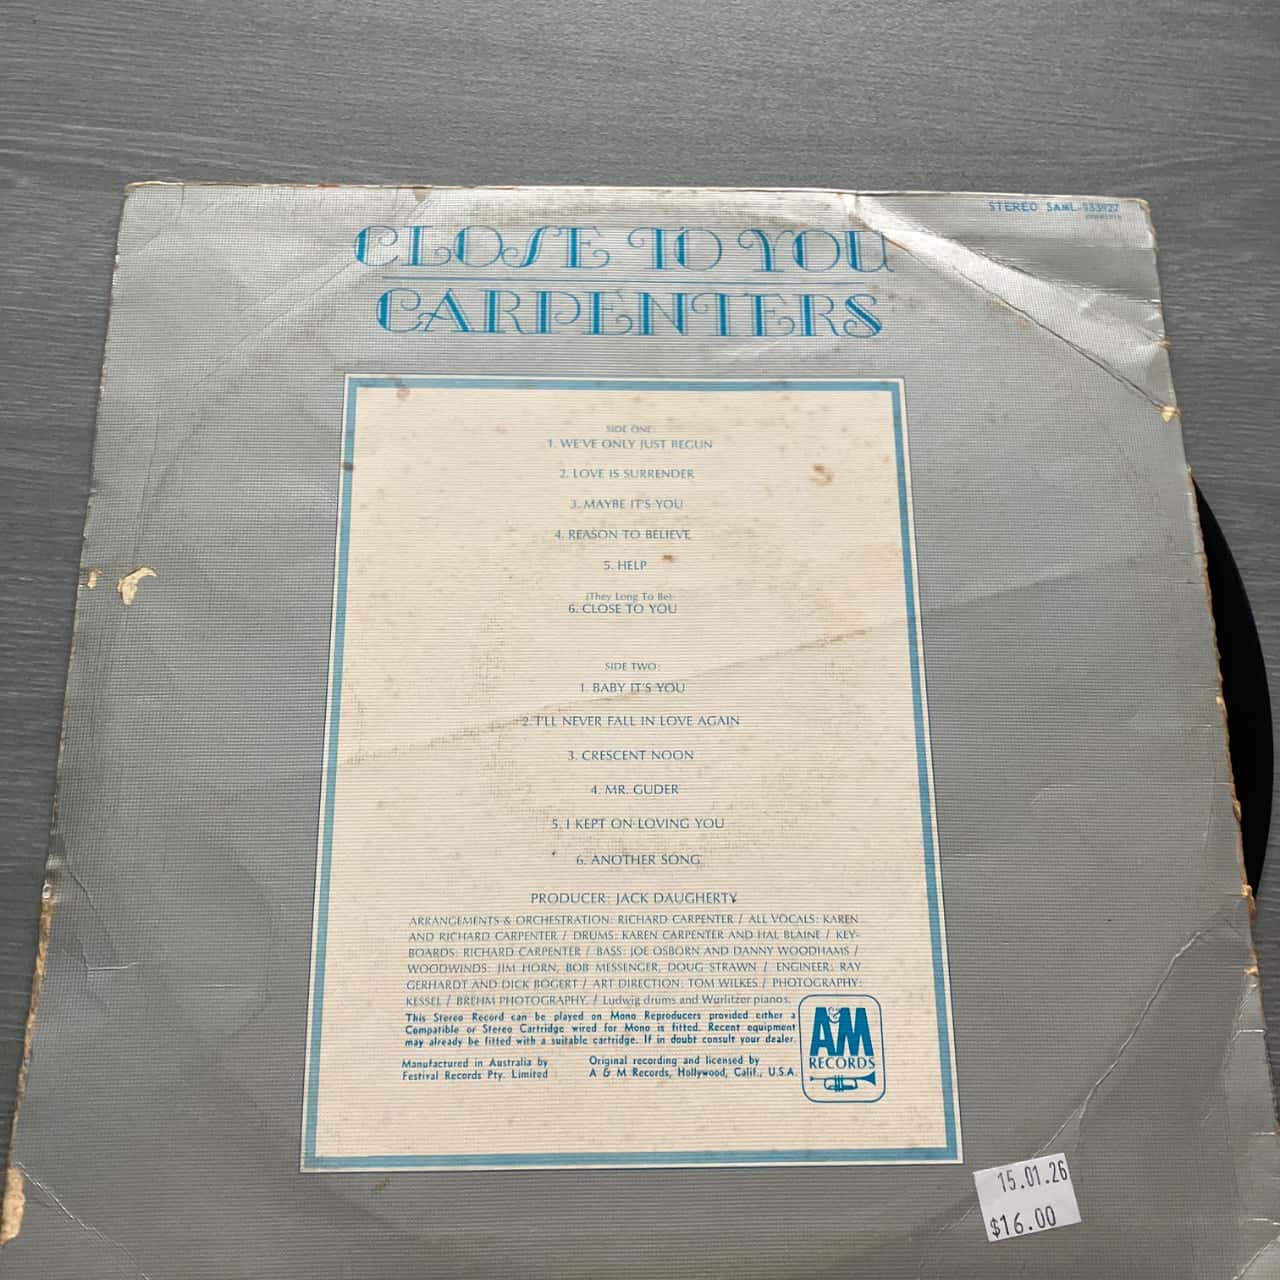 STEREO SAML-933927
CLOSE TO YOU
CARPENTERS
SIDE ONE:
1. WE'VE ONLY JUST BEGUN
2. LOVE IS SURRENDER
3. MAYBE IT'S YOU
4. REASON TO BELIEVE
5. HELP
(They Long To Be)
6. CLOSE TO YOU
SIDE TWO:
1. BABY IT'S YOU
2. I'LL NEVER FALL IN LOVE AGAIN
3. CRESCENT NOON
4. MR. GUDER
5. I KEPT ON LOVING YOU
6. ANOTHER SONG
PRODUCER: JACK DAUGHERTY
ARRANGEMENTS & ORCHESTRATION: RICHARD CARPENTER / ALL VOCALS: KAREN
AND RICHARD CARPENTER / DRUMS: KAREN CARPENTER AND HAL BLAINE / KEY-
BOARDS: RICHARD CARPENTER / BASS: JOE OSBORN AND DANNY WOODHAMS /
WOODWINDS: JIM HORN, BOB MESSENGER, DOUG STRAWN / ENGINEER: RAY
GERHARDT AND DICK BOGERT / ART DIRECTION: TOM WILKES / PHOTOGRAPHY:
KESSEL / BREHM PHOTOGRAPHY. / Ludwig drums and Wurlitzer pianos.
This Stereo Record can be played on Mono Reproducers provided either a
Compatible or Stereo Cartridge wired for Mono is fitted. Recent equipment
may already be fitted with a suitable cartridge. If in doubt consult your dealer.
Manufactured in Australia by
Festival Records Pty. Limited
Original recording and licensed by
A & M Records, Hollywood, Calif., U.S.A.
A&M
RECORDS
15.01.26
$16.00